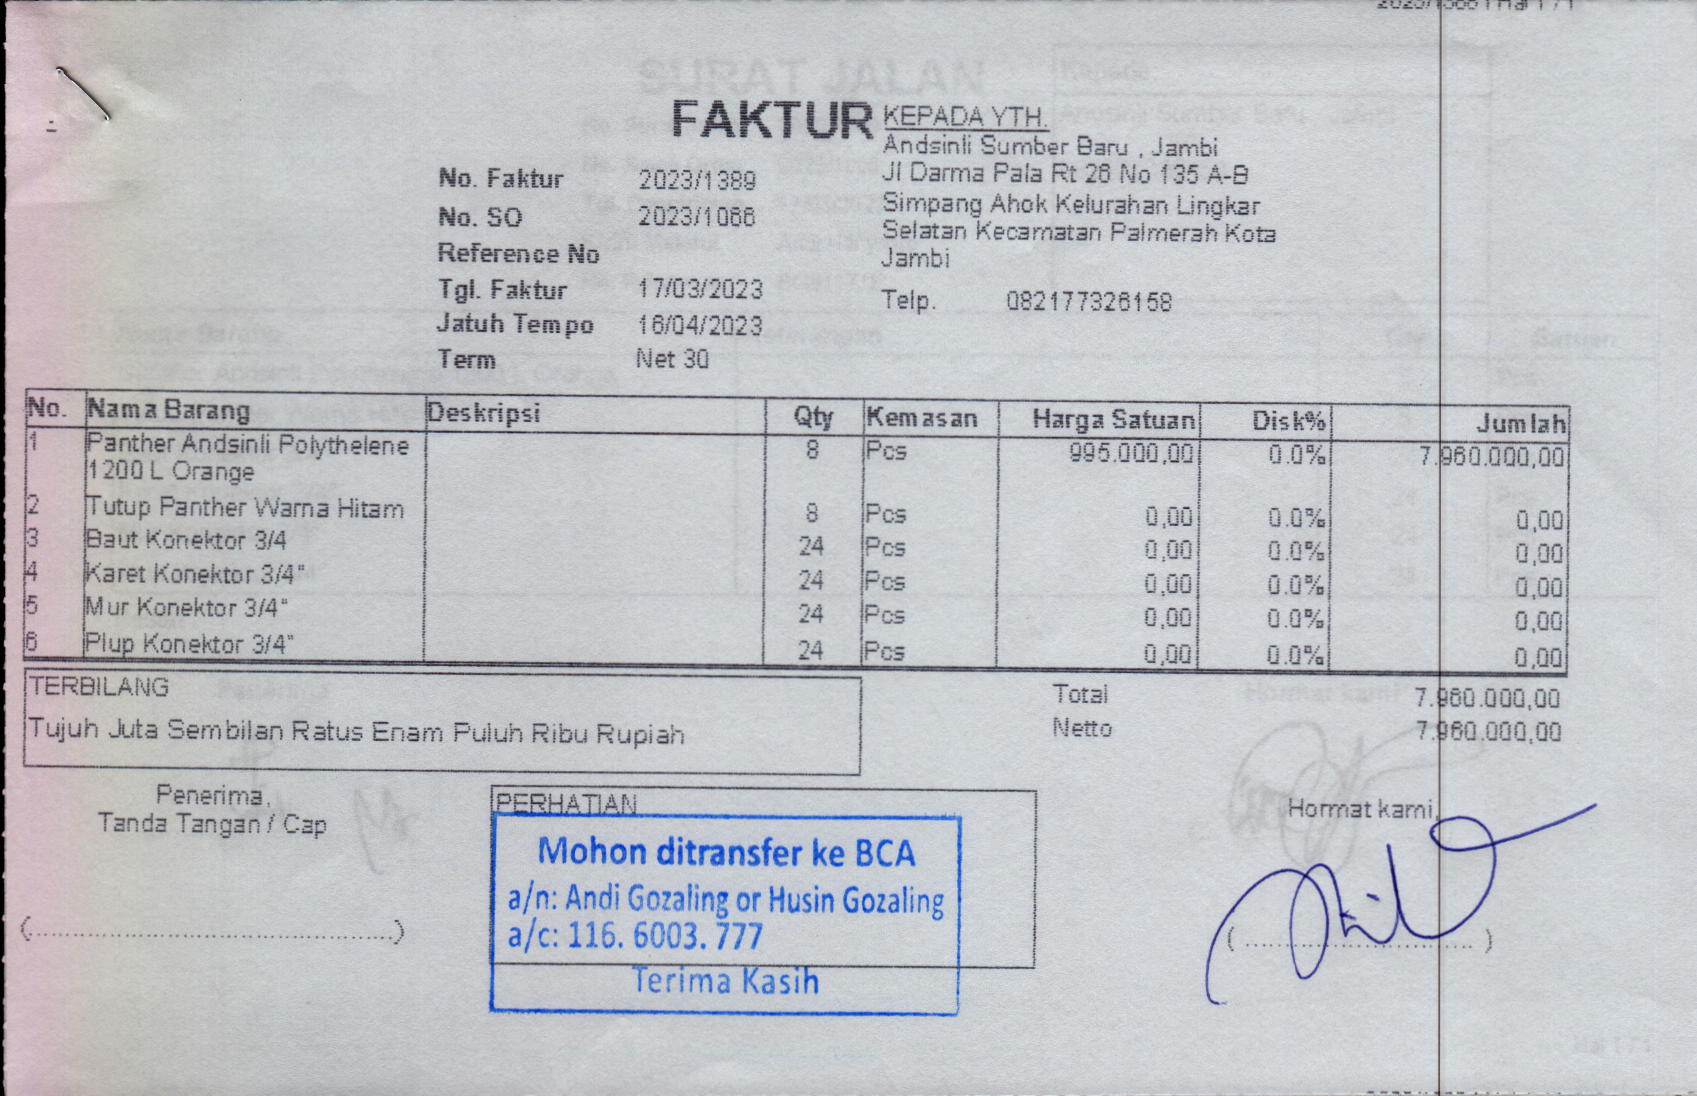 FAKTUR
No. Faktur 2023/1389
No. SO 2023/1066
Reference No
Tgl. Faktur 17/03/2023
Jatuh Tempo 16/04/2023
Term Net 30
KEPADA YTH.
Andsinli Sumber Baru , Jambi
Jl Darma Pala Rt 26 No 135 A-B
Simpang Ahok Kelurahan Lingkar
Selatan Kecamatan Palmerah Kota
Jambi
Telp. 082177326158
No. Nama Barang Deskripsi Qty Kemasan Harga Satuan Disk% Jumlah
1 Panther Andsinli Polythelene 8 Pcs 995.000,00 0.0% 7.960.000,00
1200 L Orange
2 Tutup Panther Warna Hitam 8 Pcs 0,00 0.0% 0,00
3 Baut Konektor 3/4 24 Pcs 0,00 0.0% 0,00
4 Karet Konektor 3/4" 24 Pcs 0,00 0.0% 0,00
5 Mur Konektor 3/4" 24 Pcs 0,00 0.0% 0,00
6 Plup Konektor 3/4" 24 Pcs 0,00 0.0% 0,00
TERBILANG
Tujuh Juta Sembilan Ratus Enam Puluh Ribu Rupiah
Total 7.960.000,00
Netto 7.960.000,00
Penerima,
Tanda Tangan / Cap
PERHATIAN
Mohon ditransfer ke BCA
a/n: Andi Gozaling or Husin Gozaling
a/c: 116. 6003. 777
Terima Kasih
Hormat kami,